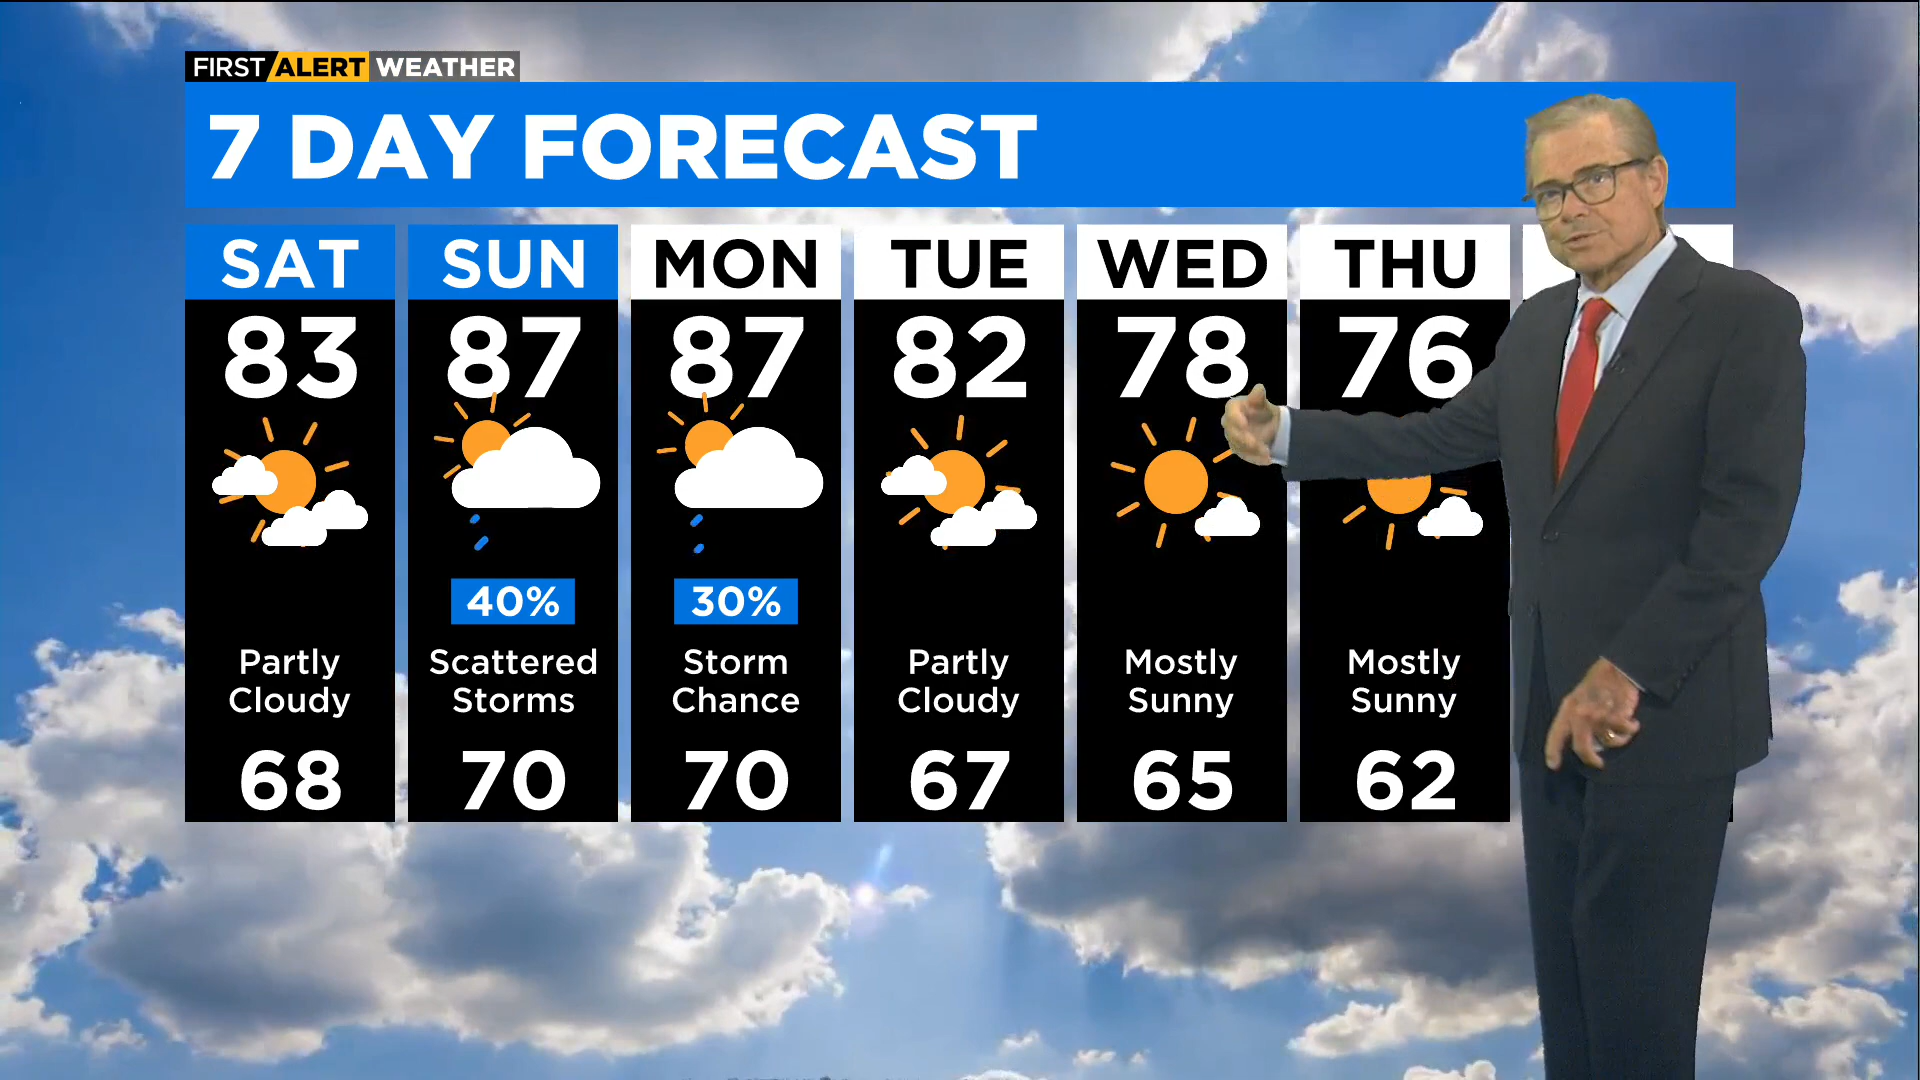 FIRST ALERT WEATHER
7 DAY FORECAST
SAT SUN MON TUE WED THU
83 87 87 82 78 76
40% 30%
Partly Scattered Storm Partly Mostly Mostly
Cloudy Storms Chance Cloudy Sunny Sunny
68 70 70 67 65 62